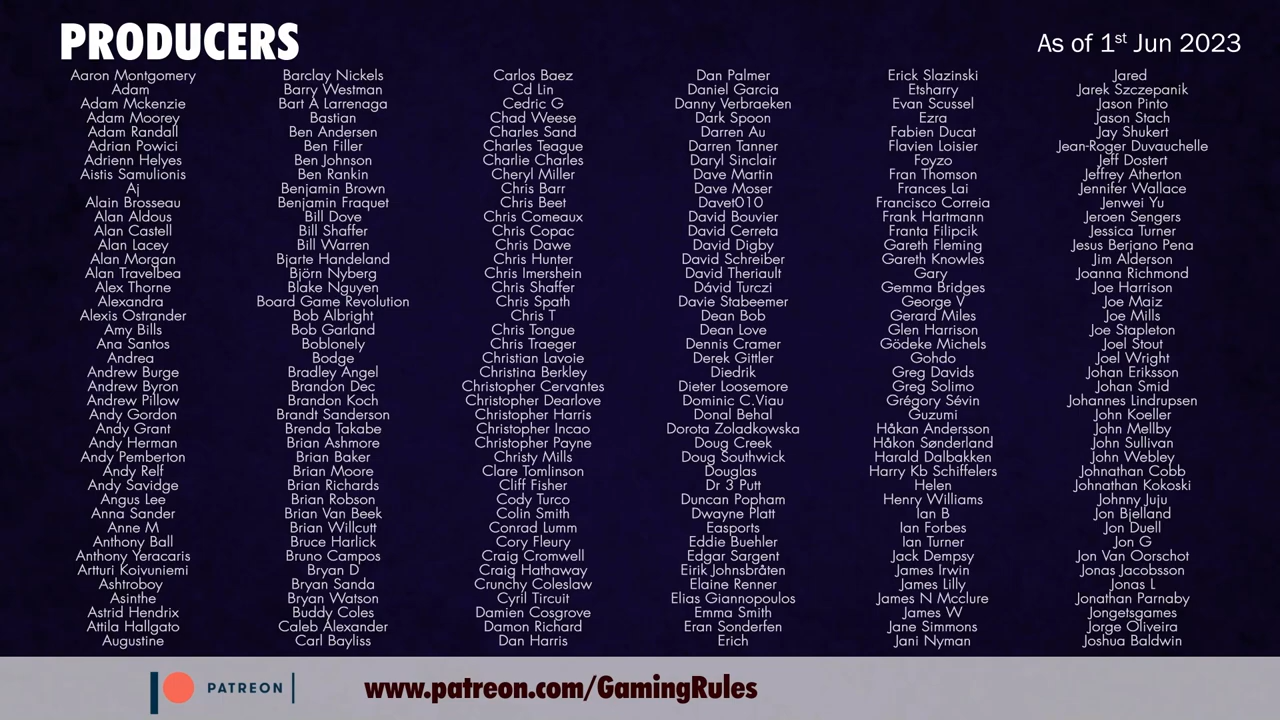 PRODUCERS
As of 1st Jun 2023
Aaron Montgomery
Adam
Adam Mckenzie
Adam Moorey
Adam Randall
Adrian Powici
Adrienn Helyes
Aistis Samulionis
Aj
Alain Brosseau
Alan Aldous
Alan Castell
Alan Lacey
Alan Morgan
Alan Travelbea
Alex Thorne
Alexandra
Alexis Ostrander
Amy Bills
Ana Santos
Andrea
Andrew Burge
Andrew Byron
Andrew Pillow
Andy Gordon
Andy Grant
Andy Herman
Andy Pemberton
Andy Relf
Andy Savidge
Angus Lee
Anna Sander
Anne M
Anthony Ball
Anthony Yeracaris
Artturi Koivuniemi
Ashtroboy
Asinthe
Astrid Hendrix
Attila Hallgato
Augustine
Barclay Nickels
Barry Westman
Bart A Larrenaga
Bastian
Ben Andersen
Ben Filler
Ben Johnson
Ben Rankin
Benjamin Brown
Benjamin Fraquet
Bill Dove
Bill Shaffer
Bill Warren
Bjarte Handeland
Björn Nyberg
Blake Nguyen
Board Game Revolution
Bob Albright
Bob Garland
Boblonely
Bodge
Bradley Angel
Brandon Dec
Brandon Koch
Brandt Sanderson
Brenda Takabe
Brian Ashmore
Brian Baker
Brian Moore
Brian Richards
Brian Robson
Brian Van Beek
Brian Willcutt
Bruce Harlick
Bruno Campos
Bryan D
Bryan Sanda
Bryan Watson
Buddy Coles
Caleb Alexander
Carl Bayliss
Carlos Baez
Cd Lin
Cedric G
Chad Weese
Charles Sand
Charles Teague
Charlie Charles
Cheryl Miller
Chris Barr
Chris Beet
Chris Comeaux
Chris Copac
Chris Dawe
Chris Hunter
Chris Imershein
Chris Shaffer
Chris Spath
Chris T
Chris Tongue
Chris Traeger
Christian Lavoie
Christina Berkley
Christopher Cervantes
Christopher Dearlove
Christopher Harris
Christopher Incao
Christopher Payne
Christy Mills
Clare Tomlinson
Cliff Fisher
Cody Turco
Colin Smith
Conrad Lumm
Cory Fleury
Craig Cromwell
Craig Hathaway
Crunchy Coleslaw
Cyril Tircuit
Damien Cosgrove
Damon Richard
Dan Harris
Dan Palmer
Daniel Garcia
Danny Verbraeken
Dark Spoon
Darren Au
Darren Tanner
Daryl Sinclair
Dave Martin
Dave Moser
Davet010
David Bouvier
David Cerreta
David Digby
David Schreiber
David Theriault
Dávid Turczi
Davie Stabeemer
Dean Bob
Dean Love
Dennis Cramer
Derek Gittler
Diedrik
Dieter Loosemore
Dominic C.Viau
Donal Behal
Dorota Zoladkowska
Doug Creek
Doug Southwick
Douglas
Dr 3 Putt
Duncan Popham
Dwayne Platt
Easports
Eddie Buehler
Edgar Sargent
Eirik Johnsbråten
Elaine Renner
Elias Giannopoulos
Emma Smith
Eran Sonderfen
Erich
Erick Slazinski
Etsharry
Evan Scussel
Ezra
Fabien Ducat
Flavien Loisier
Foyzo
Fran Thomson
Frances Lai
Francisco Correia
Frank Hartmann
Franta Filipcik
Gareth Fleming
Gareth Knowles
Gary
Gemma Bridges
George V
Gerard Miles
Glen Harrison
Gödeke Michels
Gohdo
Greg Davids
Greg Solimo
Grégory Sévin
Guzumi
Håkan Andersson
Håkon Sønderland
Harald Dalbakken
Harry Kb Schiffelers
Helen
Henry Williams
Ian B
Ian Forbes
Ian Turner
Jack Dempsy
James Irwin
James Lilly
James N Mcclure
James W
Jane Simmons
Jani Nyman
Jared
Jarek Szczepanik
Jason Pinto
Jason Stach
Jay Shukert
Jean-Roger Duvauchelle
Jeff Dostert
Jeffrey Atherton
Jennifer Wallace
Jenwei Yu
Jeroen Sengers
Jessica Turner
Jesus Berjano Pena
Jim Alderson
Joanna Richmond
Joe Harrison
Joe Maiz
Joe Mills
Joe Stapleton
Joel Stout
Joel Wright
Johan Eriksson
Johan Smid
Johannes Lindrupsen
John Koeller
John Mellby
John Sullivan
John Webley
Johnathan Cobb
Johnathan Kokoski
Johnny Juju
Jon Bjelland
Jon Duell
Jon G
Jon Van Oorschot
Jonas Jacobsson
Jonas L
Jonathan Parnaby
Jongetsgames
Jorge Oliveira
Joshua Baldwin
PATREON
www.patreon.com/GamingRules